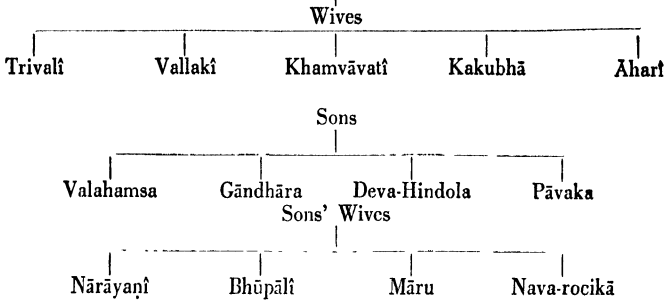 Wives
Trivalî Vallakî Khamvāvatî Kakubhā Āharî
Sons
Valahamsa Gāndhāra Deva-Hindola Pāvaka
Sons' Wives
Nārāyaṇî Bhūpālî Māru Nava-rocikā